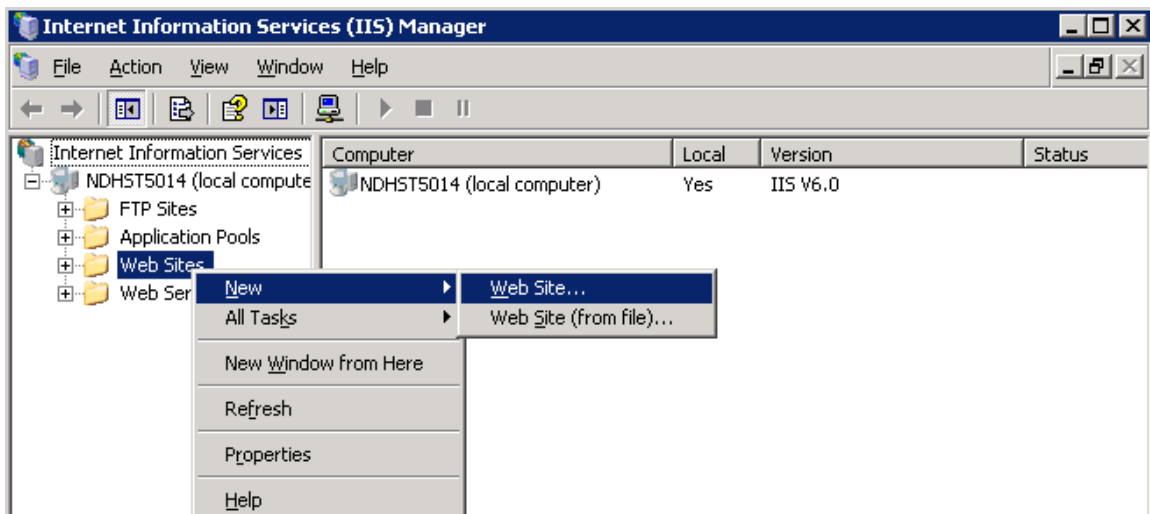 Internet Information Services (IIS) Manager
File Action View Window Help
Internet Information Services
Computer Local Version Status
NDHST5014 (local compute
NDHST5014 (local computer) Yes IIS V6.0
FTP Sites
Application Pools
Web Sites
Web Ser
New
Web Site...
All Tasks
Web Site (from file)...
New Window from Here
Refresh
Properties
Help